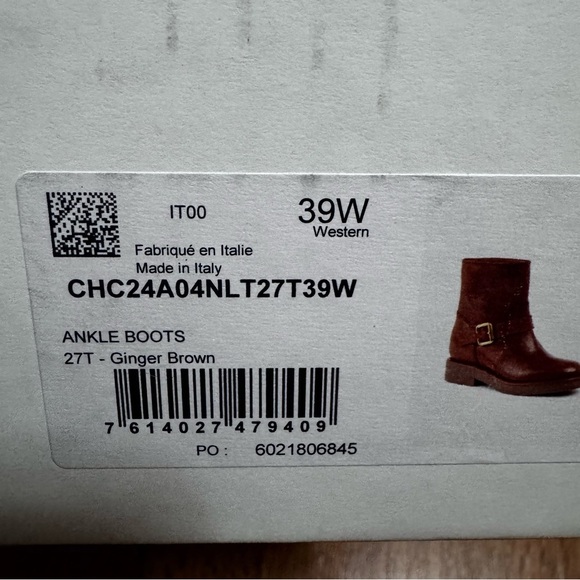 IT00
39W
Western
Fabriqué en Italie
Made in Italy
CHC24A04NLT27T39W
ANKLE BOOTS
27T - Ginger Brown
7 614027 479409
PO : 6021806845